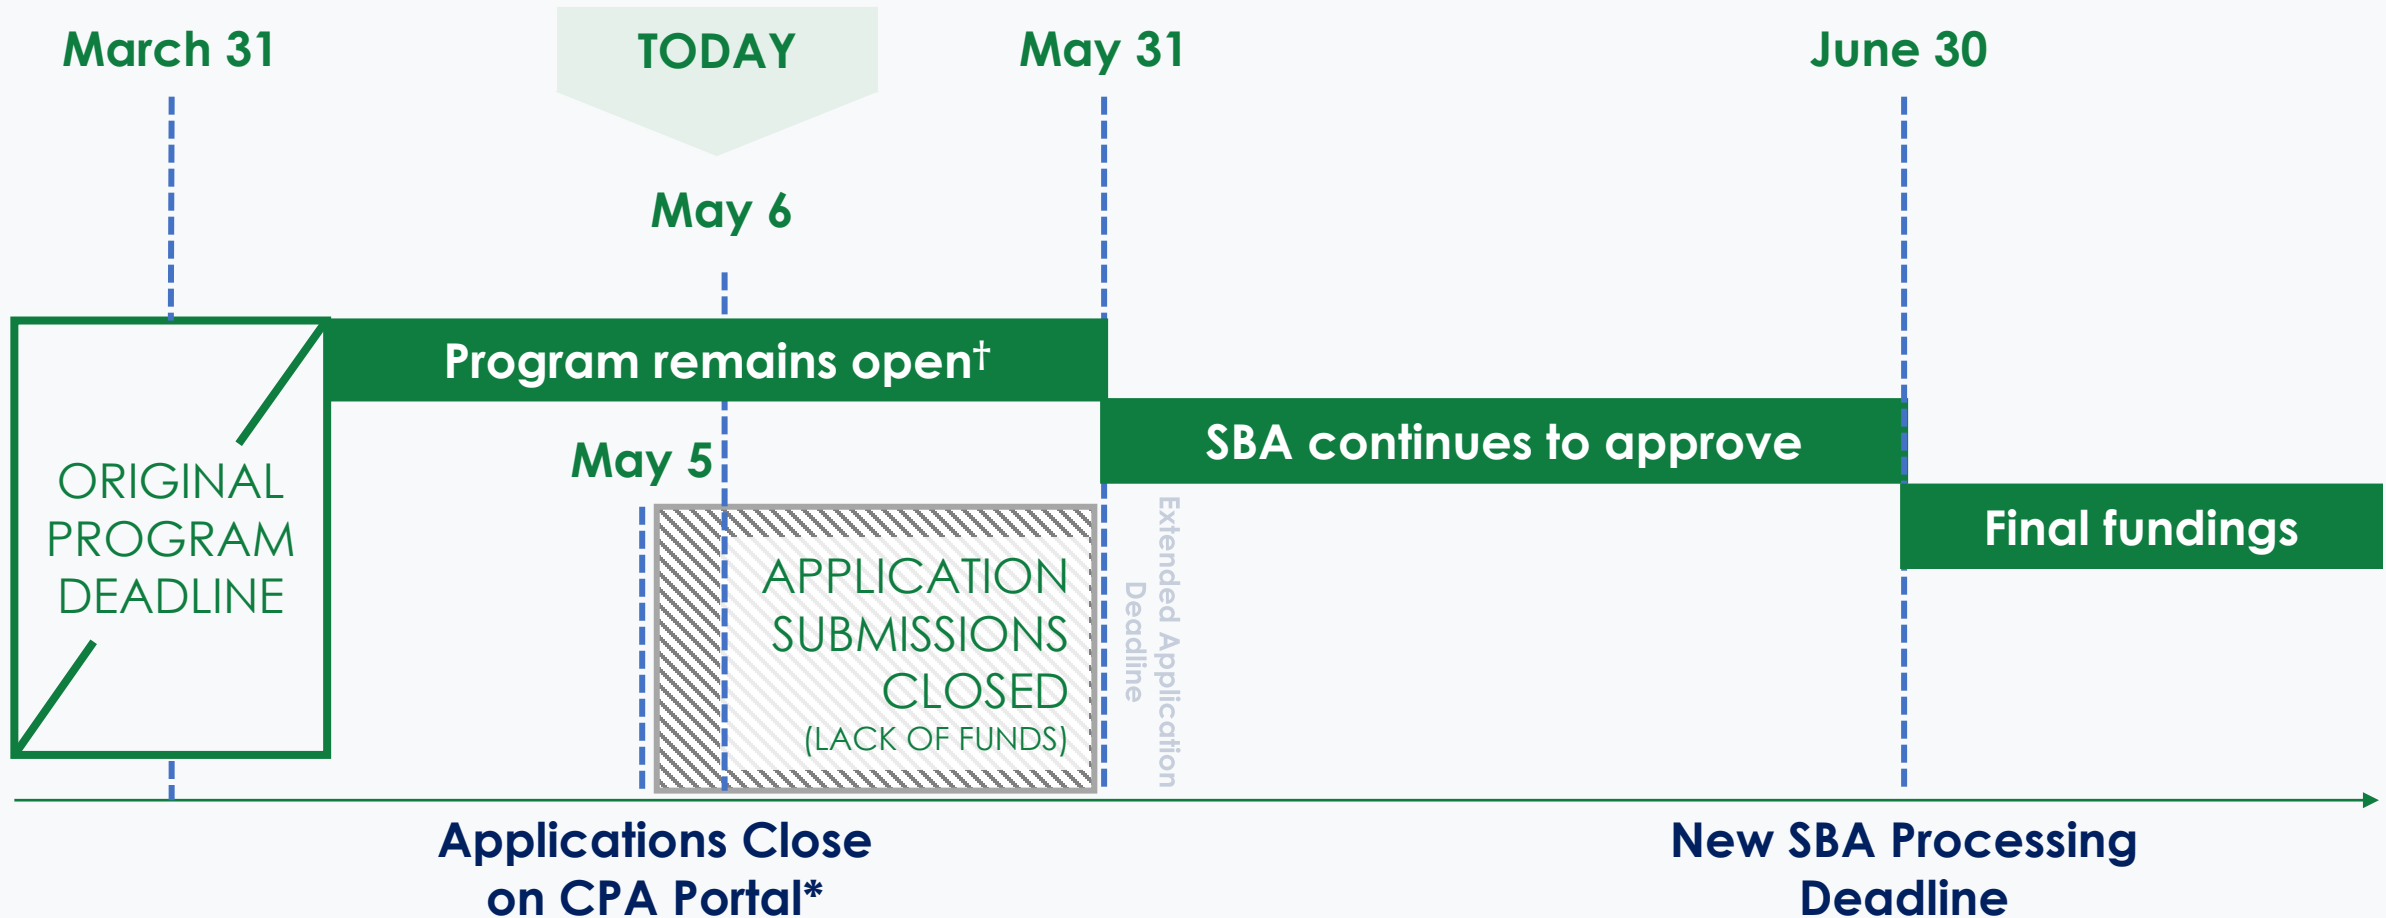 March 31
TODAY
May 31
June 30
May 6
Program remains open†
May 5
SBA continues to approve
ORIGINAL
PROGRAM
DEADLINE
Final fundings
APPLICATION
SUBMISSIONS
CLOSED
(LACK OF FUNDS)
Extended Application
Deadline
Applications Close
on CPA Portal*
New SBA Processing
Deadline